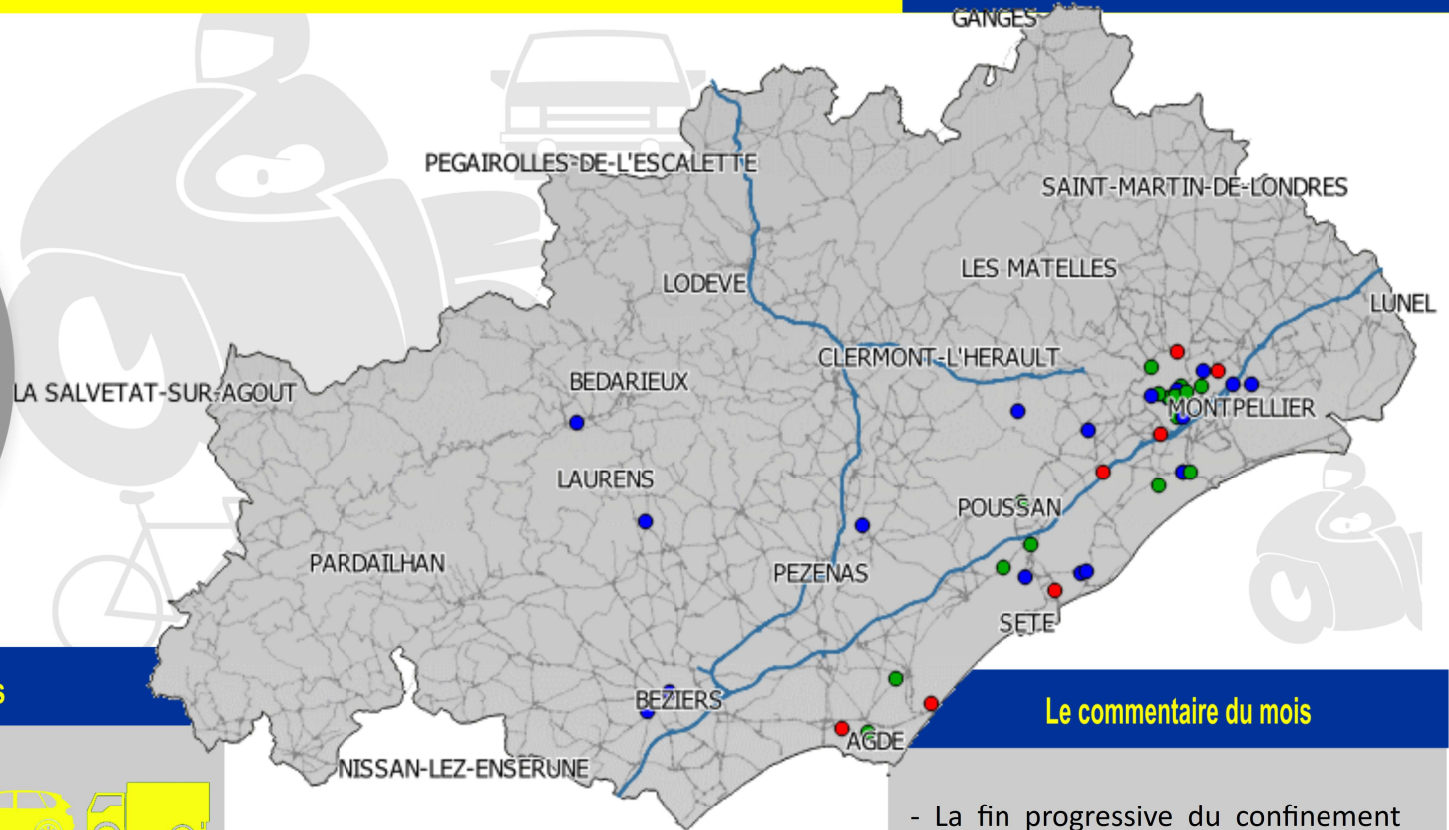 GANGES
PEGAIROLLES-DE-L'ESCALETTE
SAINT-MARTIN-DE-LONDRES
LES MATELLES
LODEVE
LUNEL
CLERMONT-L'HERAULT
BEDARIEUX
LA SALVETAT-SUR-AGOUT
MONTPELLIER
LAURENS
POUSSAN
PARDAILHAN
PEZENAS
SETE
BEZIERS
AGDE
NISSAN-LEZ-ENSERUNE
s
Le commentaire du mois
- La fin progressive du confinement